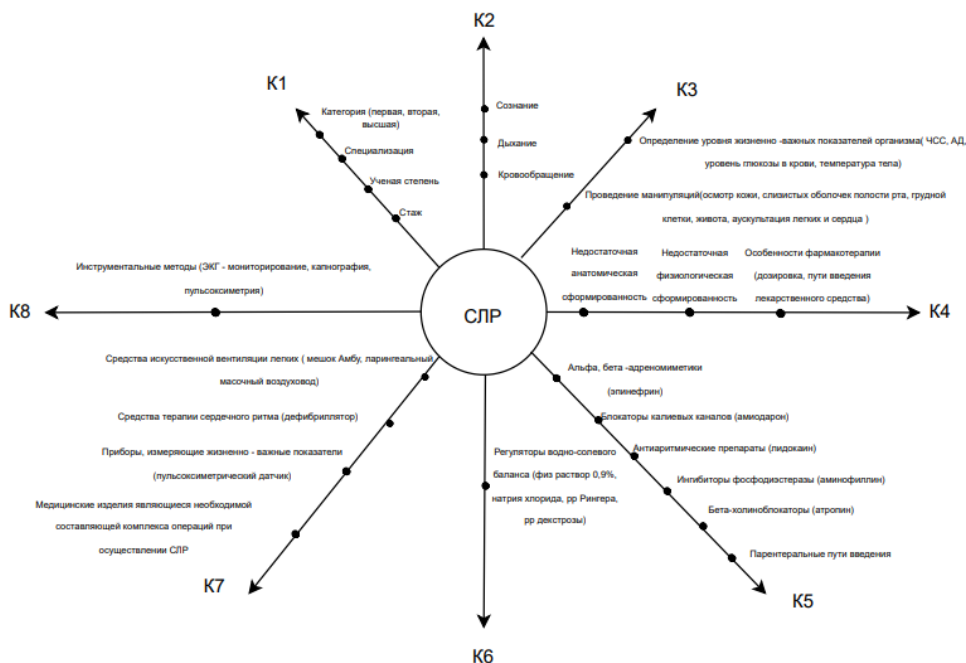 К2
К1
К3
Категория (первая, вторая,
высшая)
Специализация
Ученая степень
Стаж
Сознание
Дыхание
Кровообращение
Определение уровня жизненно -важных показателей организма( ЧСС, АД,
уровень глюкозы в крови, температура тела)
Проведение манипуляций(осмотр кожи, слизистых оболочек полости рта, грудной
клетки, живота, аускультация легких и сердца )
Инструментальные методы (ЭКГ - мониторирование, капнография,
пульсоксиметрия)
К8
СЛР
Недостаточная
анатомическая
сформированность
Недостаточная
физиологическая
сформированность
Особенности фармакотерапии
(дозировка, пути введения
лекарственного средства)
К4
Средства искусственной вентиляции легких ( мешок Амбу, ларингеальный
масочный воздуховод)
Средства терапии сердечного ритма (дефибриллятор)
Приборы, измеряющие жизненно - важные показатели
(пульсоксиметрический датчик)
Медицинские изделия являющиеся необходимой
составляющей комплекса операций при
осуществлении СЛР
К7
Регуляторы водно-солевого
баланса (физ раствор 0,9%,
натрия хлорида, рр Рингера,
рр декстрозы)
К6
Альфа, бета -адреномиметики
(эпинефрин)
Блокаторы калиевых каналов (амиодарон)
Антиаритмические препараты (лидокаин)
Ингибиторы фосфодиэстеразы (аминофиллин)
Бета-холиноблокаторы (атропин)
Парентеральные пути введения
К5